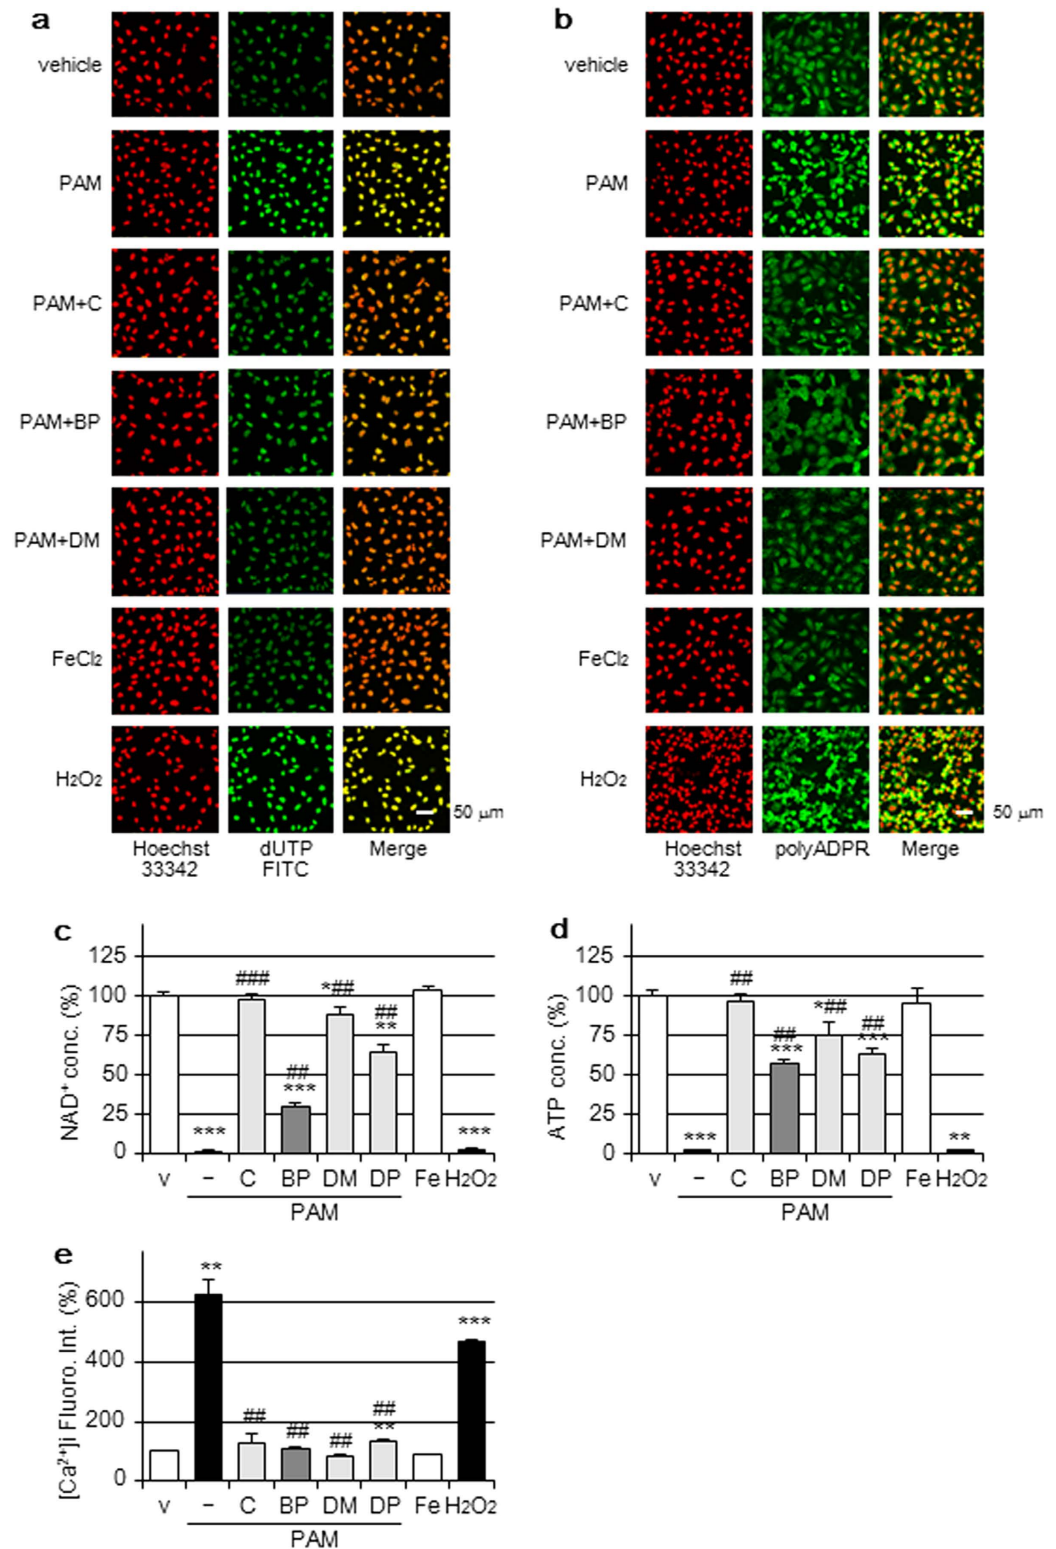 a
vehicle
PAM
PAM+C
PAM+BP
PAM+DM
FeCl2
H2O2
50 μm
Hoechst
33342
dUTP
FITC
Merge
b
vehicle
PAM
PAM+C
PAM+BP
PAM+DM
FeCl2
H2O2
50 μm
Hoechst
33342
polyADPR
Merge
c
NAD+ conc. (%)
125
100
75
50
25
0
***
###
##
***
*##
##
**
***
v
–
C
BP
DM
DP
Fe
H2O2
PAM
d
ATP conc. (%)
125
100
75
50
25
0
***
##
##
***
*##
##
***
**
v
–
C
BP
DM
DP
Fe
H2O2
PAM
e
[Ca2+]i Fluoro. Int. (%)
600
400
200
0
**
##
##
##
##
**
***
v
–
C
BP
DM
DP
Fe
H2O2
PAM